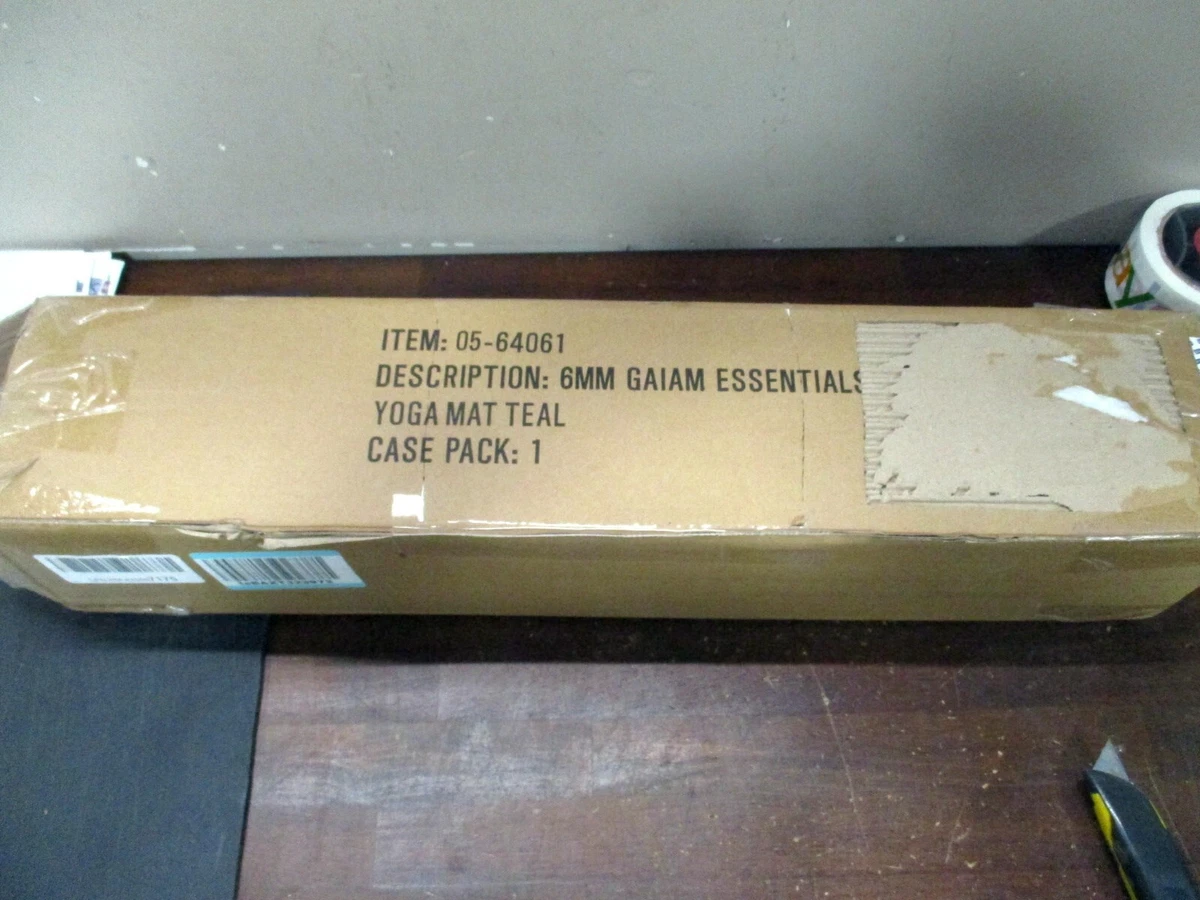 ITEM: 05-64061
DESCRIPTION: 6MM GAIAM ESSENTIALS
YOGA MAT TEAL
CASE PACK: 1